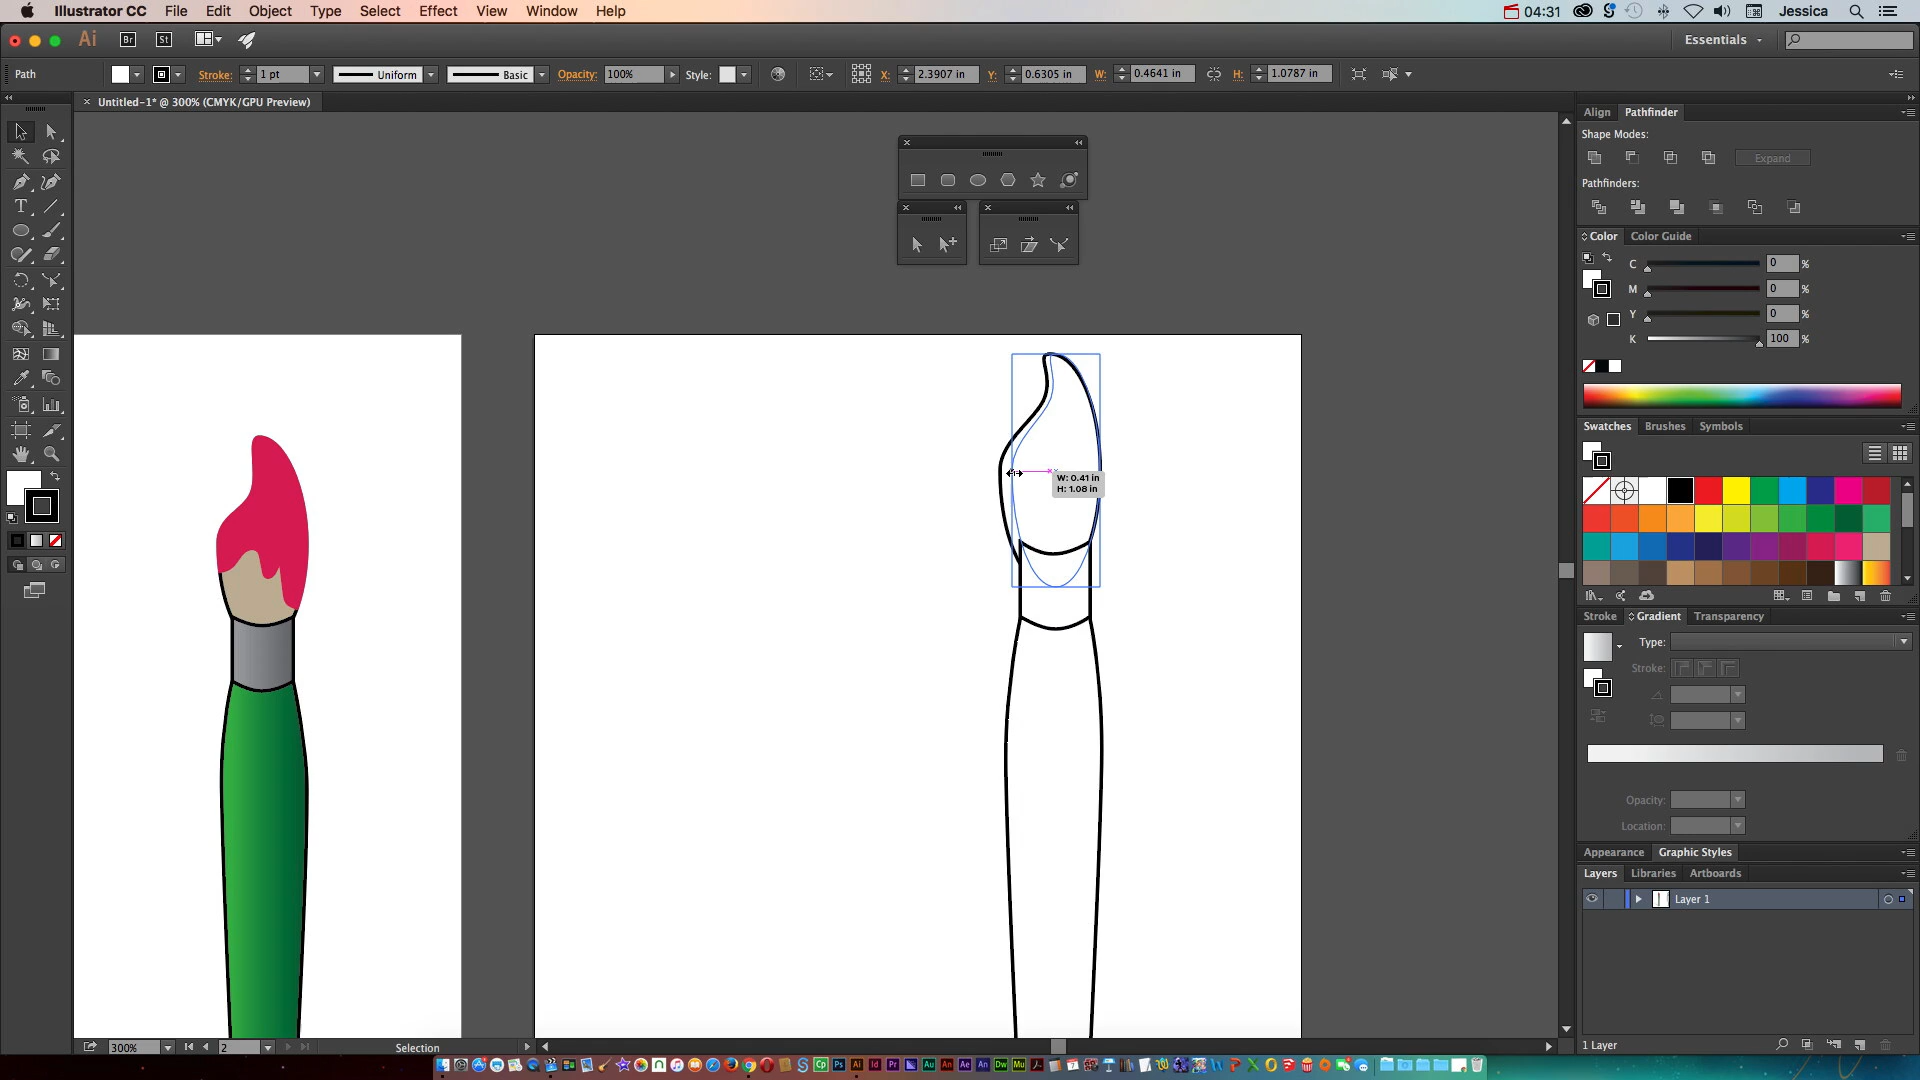 Illustrator CC File Edit Object Type Select Effect View Window Help 04:31 Jessica
Ai Br St Essentials
Path Stroke: 1 pt Uniform Basic Opacity: 100% Style: X: 2.3907 in Y: 0.6305 in W: 0.4641 in H: 1.0787 in
Untitled-1* @ 300% (CMYK/GPU Preview)
Align Pathfinder
Shape Modes:
Expand
Pathfinders:
Color Color Guide
C 0 %
M 0 %
Y 0 %
K 100 %
Swatches Brushes Symbols
W: 0.41 in
H: 1.08 in
Stroke Gradient Transparency
Type:
Stroke:
Opacity:
Location:
Appearance Graphic Styles
Layers Libraries Artboards
Layer 1
1 Layer
300% 2 Selection